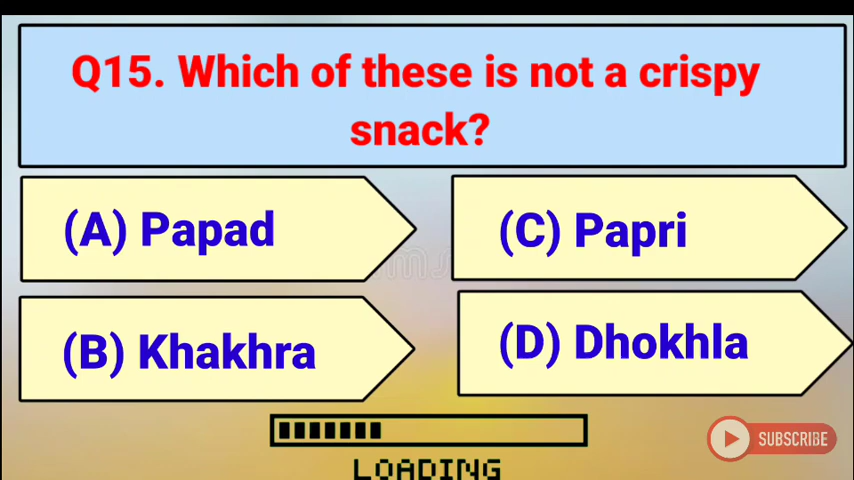 Q15. Which of these is not a crispy
snack?
(A) Papad
(C) Papri
(B) Khakhra
(D) Dhokhla
SUBSCRIBE
LOADING